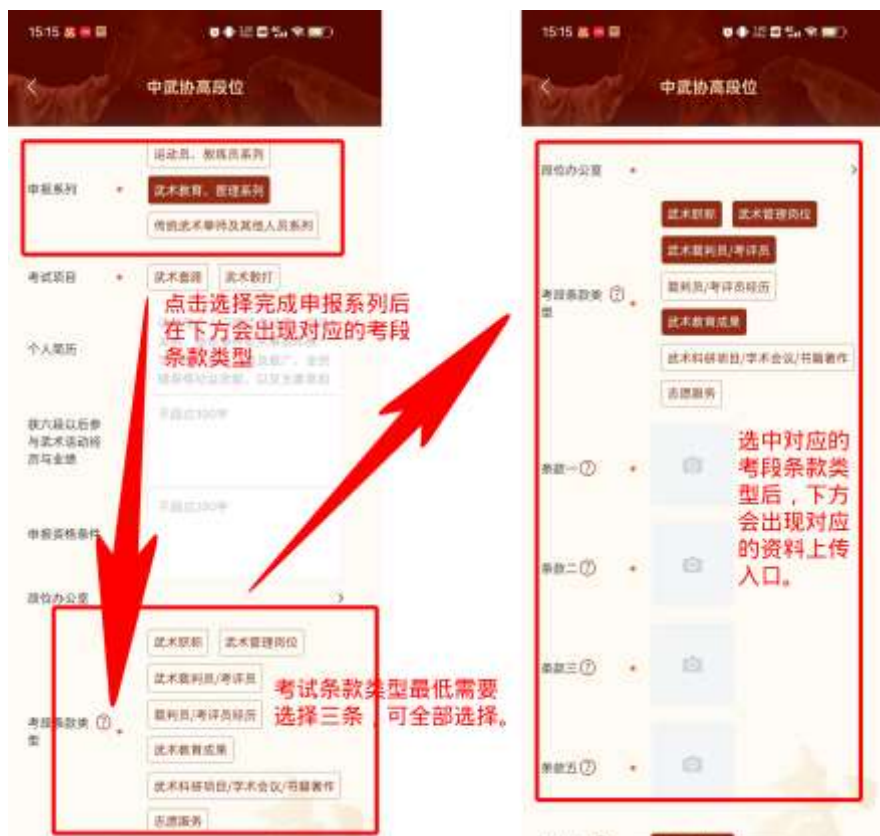 15:15
中武协高段位
运动员、教练员系列
申报系列
武术教育、管理系列
传统武术拳师及其他人员系列
考试项目
武术套路
武术散打
点击选择完成申报系列后
在下方会出现对应的考段
条款类型
个人简历
获六段以后参
与武术活动经
历与业绩
不超过300字
申报资格条件
不超过300字
段位办公室
武术职称
武术管理岗位
武术裁判员/考评员
考段条款类
型
裁判员/考评员经历
武术教育成果
武术科研项目/学术会议/书籍著作
志愿服务
考试条款类型最低需要
选择三条,可全部选择。
15:15
中武协高段位
段位办公室
武术职称
武术管理岗位
武术裁判员/考评员
考段条款类
型
裁判员/考评员经历
武术教育成果
武术科研项目/学术会议/书籍著作
志愿服务
选中对应的
考段条款类
型后,下方
会出现对应
的资料上传
入口。
条款一
条款二
条款三
条款五